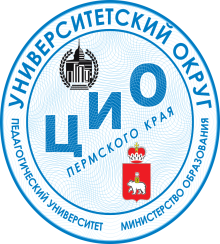 УНИВЕРСИТЕТСКИЙ ОКРУГ
ЦИО
ПЕРМСКОГО КРАЯ
ПЕДАГОГИЧЕСКИЙ УНИВЕРСИТЕТ
МИНИСТЕРСТВО ОБРАЗОВАНИЯ